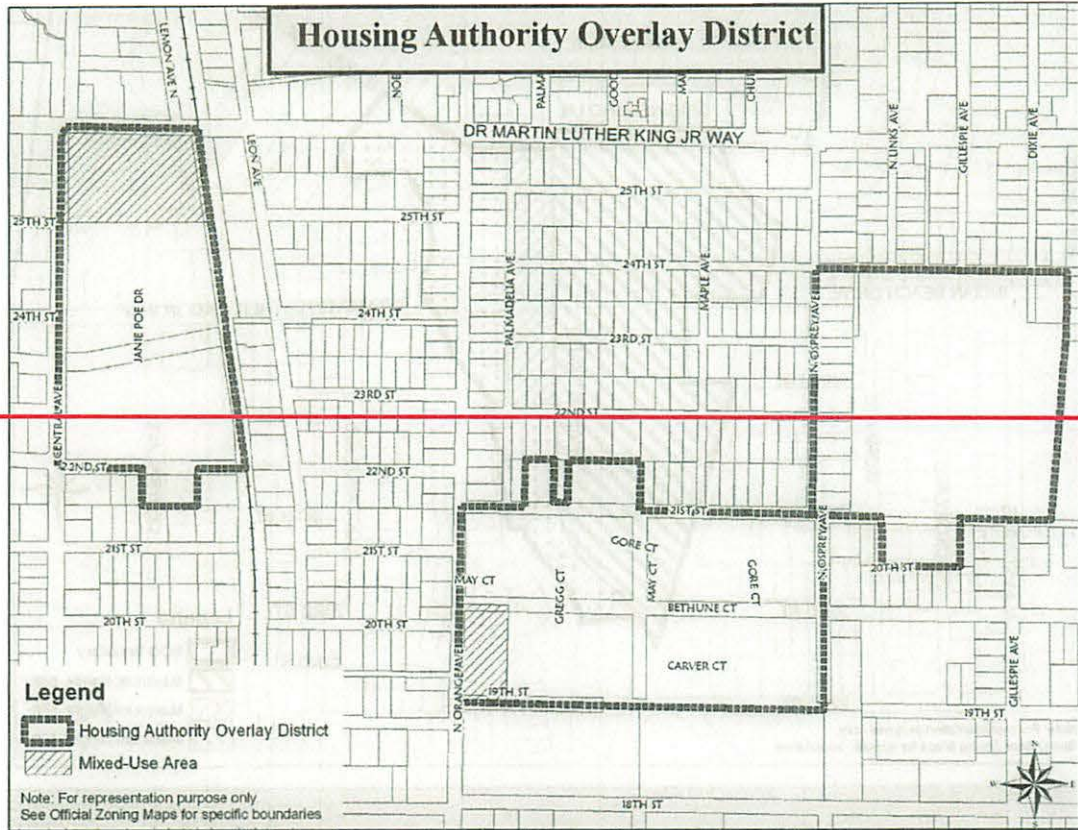 Housing Authority Overlay District
LEMON AVE N
NOE
PALMA
GOOD
MA
CHU
DR MARTIN LUTHER KING JR WAY
N LINKS AVE
GILLESPIE AVE
DIXIE AVE
LEON AVE
25TH ST
25TH ST
25TH ST
24TH ST
PALMADELIA AVE
MAPLE AVE
N. OSPREY AVE
24TH ST
JANIE POE DR
24TH ST
23RD ST
23RD ST
CENTRAL AVE
22ND ST
22ND ST
22ND ST
21ST ST
N. OSPREY AVE
21ST ST
21ST ST
GORE CT
20TH ST
MAY CT
GREGG CT
MAY CT
GORE CT
BETHUNE CT
20TH ST
20TH ST
CARVER CT
GILLESPIE AVE
N ORANGE AVE
19TH ST
19TH ST
18TH ST
Legend
Housing Authority Overlay District
Mixed-Use Area
Note: For representation purpose only
See Official Zoning Maps for specific boundaries
N
W
E
S